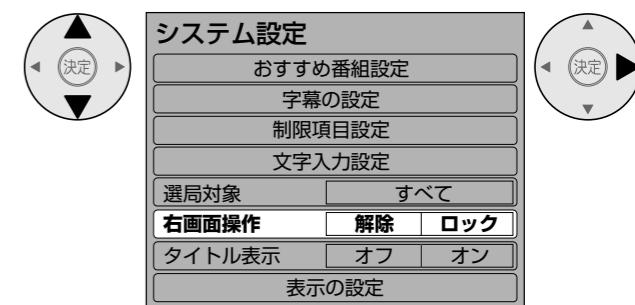 システム設定
決定
おすすめ番組設定
決定
字幕の設定
制限項目設定
文字入力設定
選局対象 すべて
右画面操作 解除 ロック
タイトル表示 オフ オン
表示の設定